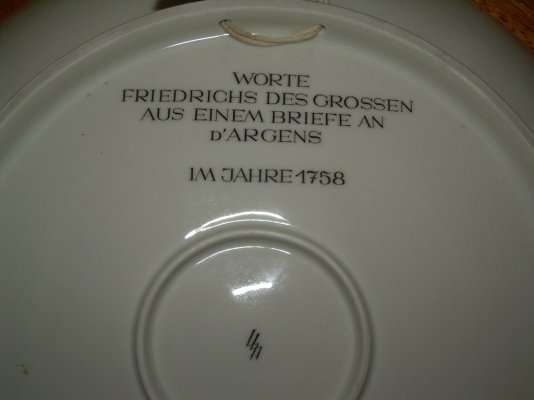 WORTE
FRIEDRICHS DES GROSSEN
AUS EINEM BRIEFE AN
D'ARGENS
IM JAHRE 1758